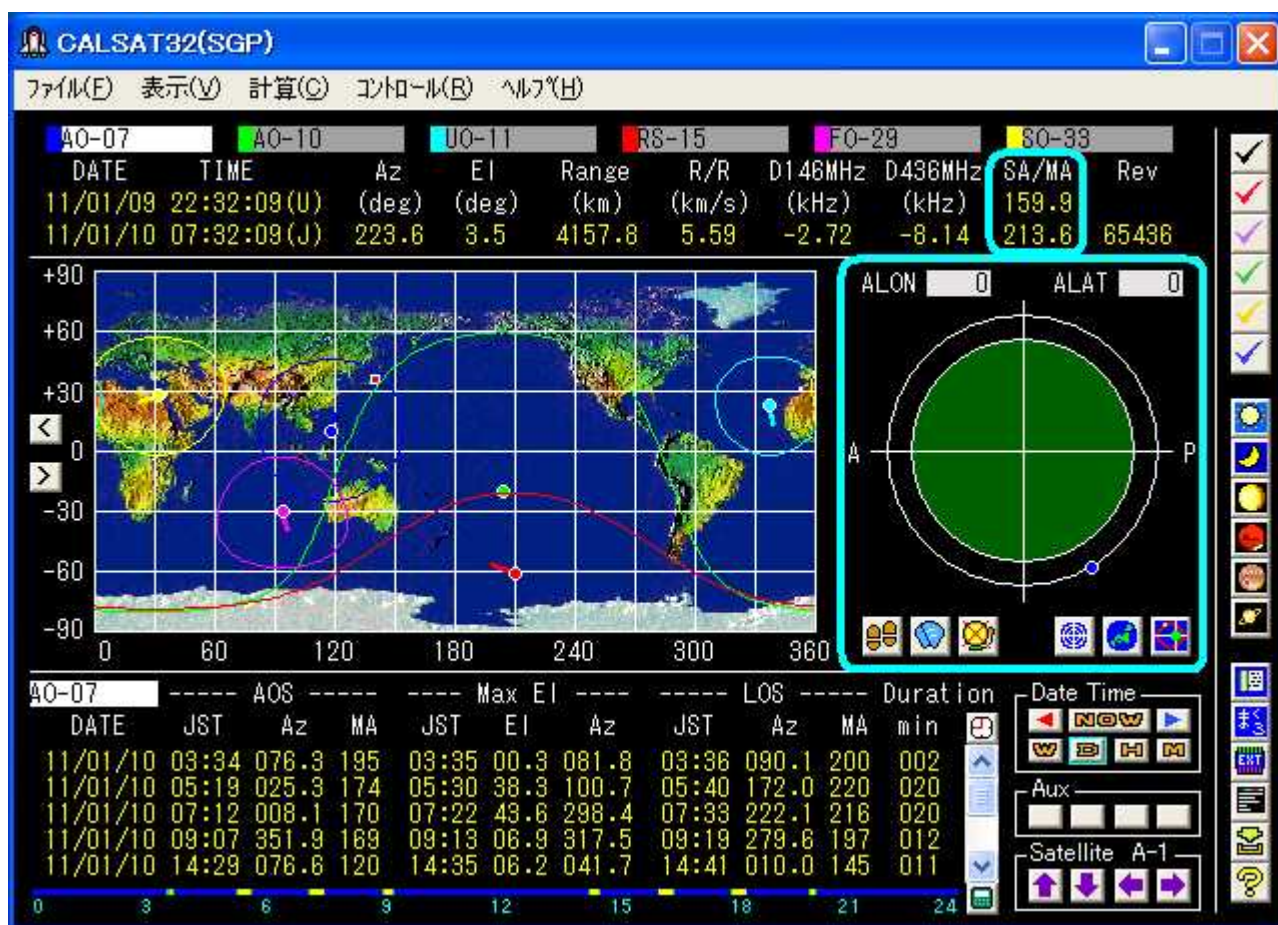 CALSAT32(SGP)
ファイル(F) 表示(V) 計算(C) コントロール(R) ヘルプ(H)
AO-07 AO-10 UO-11 RS-15 FO-29 SO-33
DATE TIME Az El Range R/R D146MHz D436MHz SA/MA Rev
11/01/09 22:32:09(U) (deg) (deg) (km) (km/s) (kHz) (kHz) 159.9
11/01/10 07:32:09(J) 223.6 3.5 4157.8 5.59 -2.72 -8.14 213.6 65436
+90
+60
+30
0
-30
-60
-90
< >
0 60 120 180 240 300 360
ALON 0 ALAT 0
A P
AO-07 ----- AOS ----- ---- Max El ---- ----- LOS ----- Duration
DATE JST Az MA JST El Az JST Az MA min
11/01/10 03:34 076.3 195 03:35 00.3 081.8 03:36 090.1 200 002
11/01/10 05:19 025.3 174 05:30 38.3 100.7 05:40 172.0 220 020
11/01/10 07:12 008.1 170 07:22 43.6 298.4 07:33 222.1 216 020
11/01/10 09:07 351.9 169 09:13 06.9 317.5 09:19 279.6 197 012
11/01/10 14:29 076.6 120 14:35 06.2 041.7 14:41 010.0 145 011
0 3 6 9 12 15 18 21 24
Date Time
NOW
W D H M
Aux
Satellite A-1
まく3
EXT
?